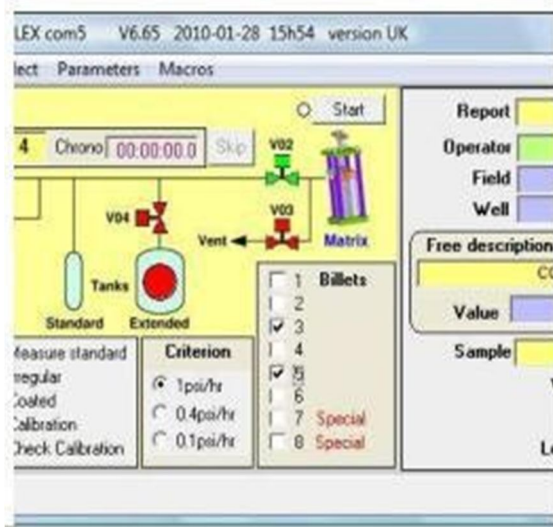 LEX com5 V6.65 2010-01-28 15h54 version UK
lect Parameters Macros
Start
4 Chrono 00:00:00.0 Skip
V02
V04
V03
Vent
Matrix
Tanks
Standard Extended
Measure standard
Irregular
Coated
Calibration
Check Calibration
Criterion
1psi/hr
0.4psi/hr
0.1psi/hr
1 Billets
2
3
4
5
6
7 Special
8 Special
Report
Operator
Field
Well
Free description
CO
Value
Sample